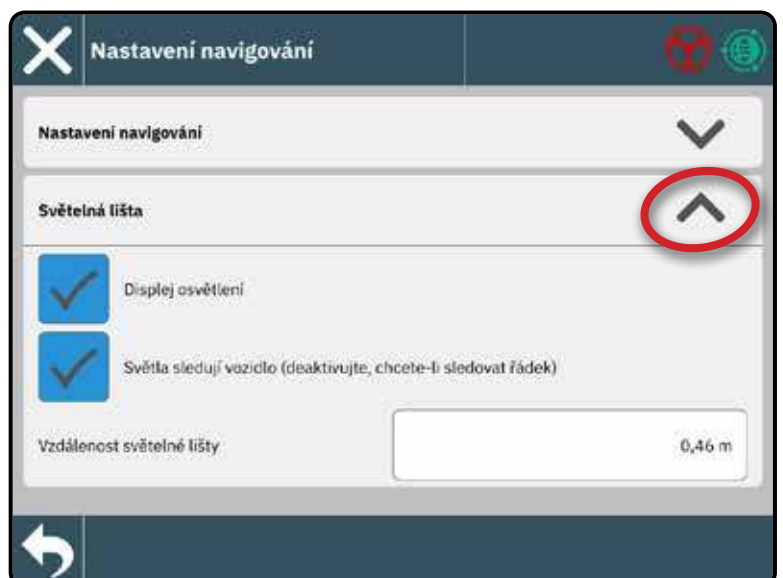 Nastavení navigování
Nastavení navigování
Světelná lišta
Displej osvětlení
Světla sledují vozidlo (deaktivujte, chcete-li sledovat řádek)
Vzdálenost světelné lišty 0,46 m